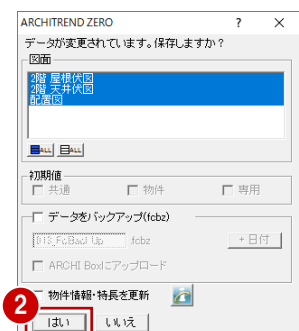 ARCHITREND ZERO ? ×
データが変更されています。保存しますか？
図面
2階 屋根伏図
2階 天井伏図
配置図
ALL ALL
初期値
共通 物件 専用
データをバックアップ(fcbz)
.fcbz +日付
ARCHI Boxにアップロード
2
物件情報・特長を更新
はい いいえ